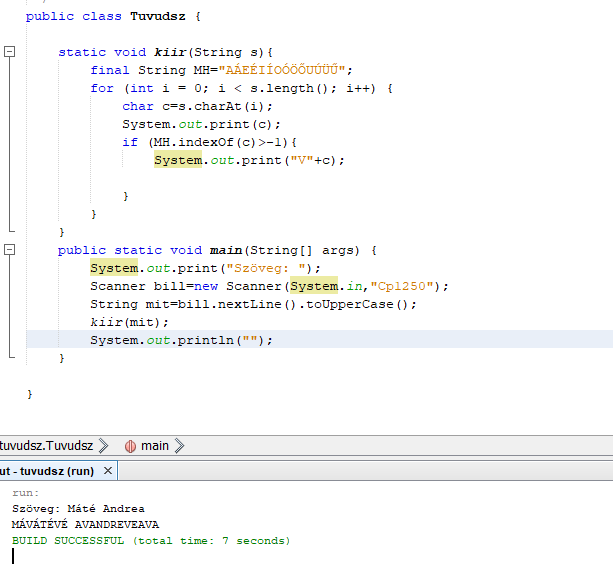 public class Tuvudsz {
static void kiir(String s){
final String MH="AÁEÉIÍOÓÖŐUÚÜŰ";
for (int i = 0; i < s.length(); i++) {
char c=s.charAt(i);
System.out.print(c);
if (MH.indexOf(c)>-1){
System.out.print("V"+c);
}
}
}
public static void main(String[] args) {
System.out.print("Szöveg: ");
Scanner bill=new Scanner(System.in,"Cp1250");
String mit=bill.nextLine().toUpperCase();
kiir(mit);
System.out.println("");
}
}
tuvudsz.Tuvudsz main
ut - tuvudsz (run)
run:
Szöveg: Máté Andrea
MÁVÁTÉVÉ AVANDREVEAVA
BUILD SUCCESSFUL (total time: 7 seconds)